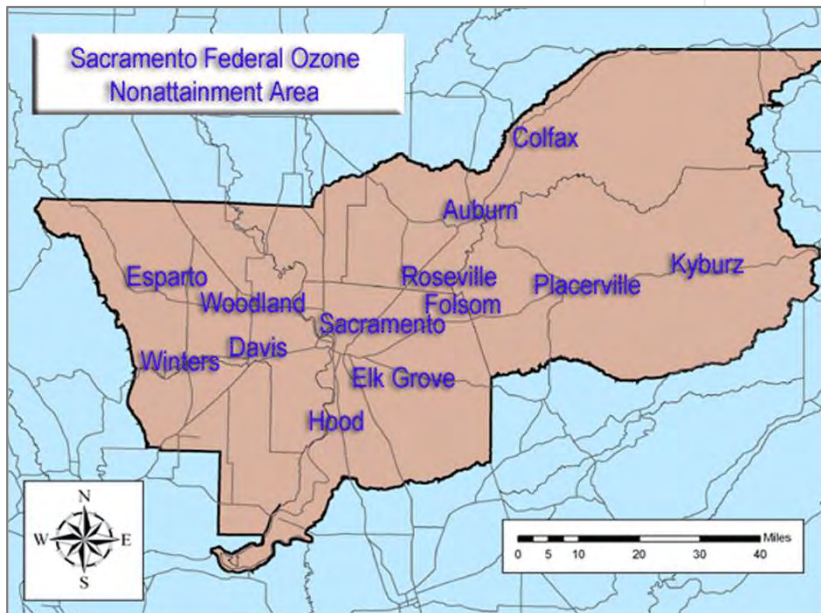 Sacramento Federal Ozone
Nonattainment Area
Colfax
Auburn
Esparto
Roseville
Placerville
Kyburz
Woodland
Folsom
Sacramento
Winters
Davis
Elk Grove
Hood
N
W E
S
Miles
0 5 10 20 30 40